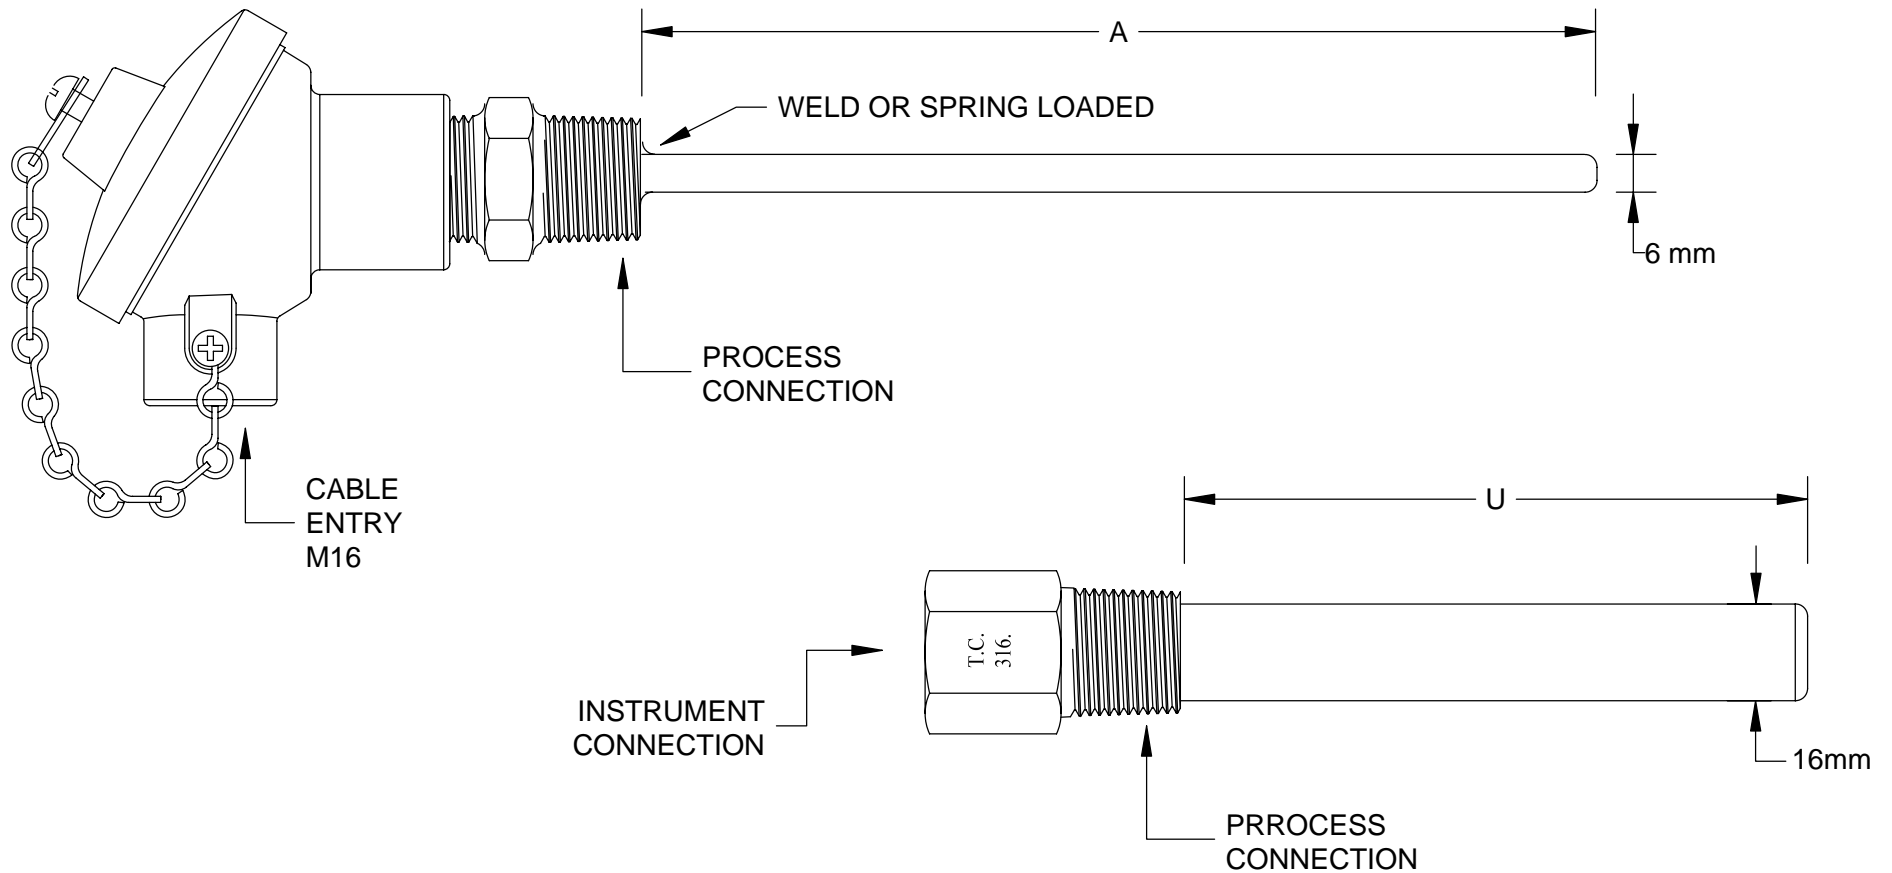 A
WELD OR SPRING LOADED
6 mm
PROCESS
CONNECTION
CABLE
ENTRY
M16
U
T.C.
316.
INSTRUMENT
CONNECTION
16mm
PRROCESS
CONNECTION